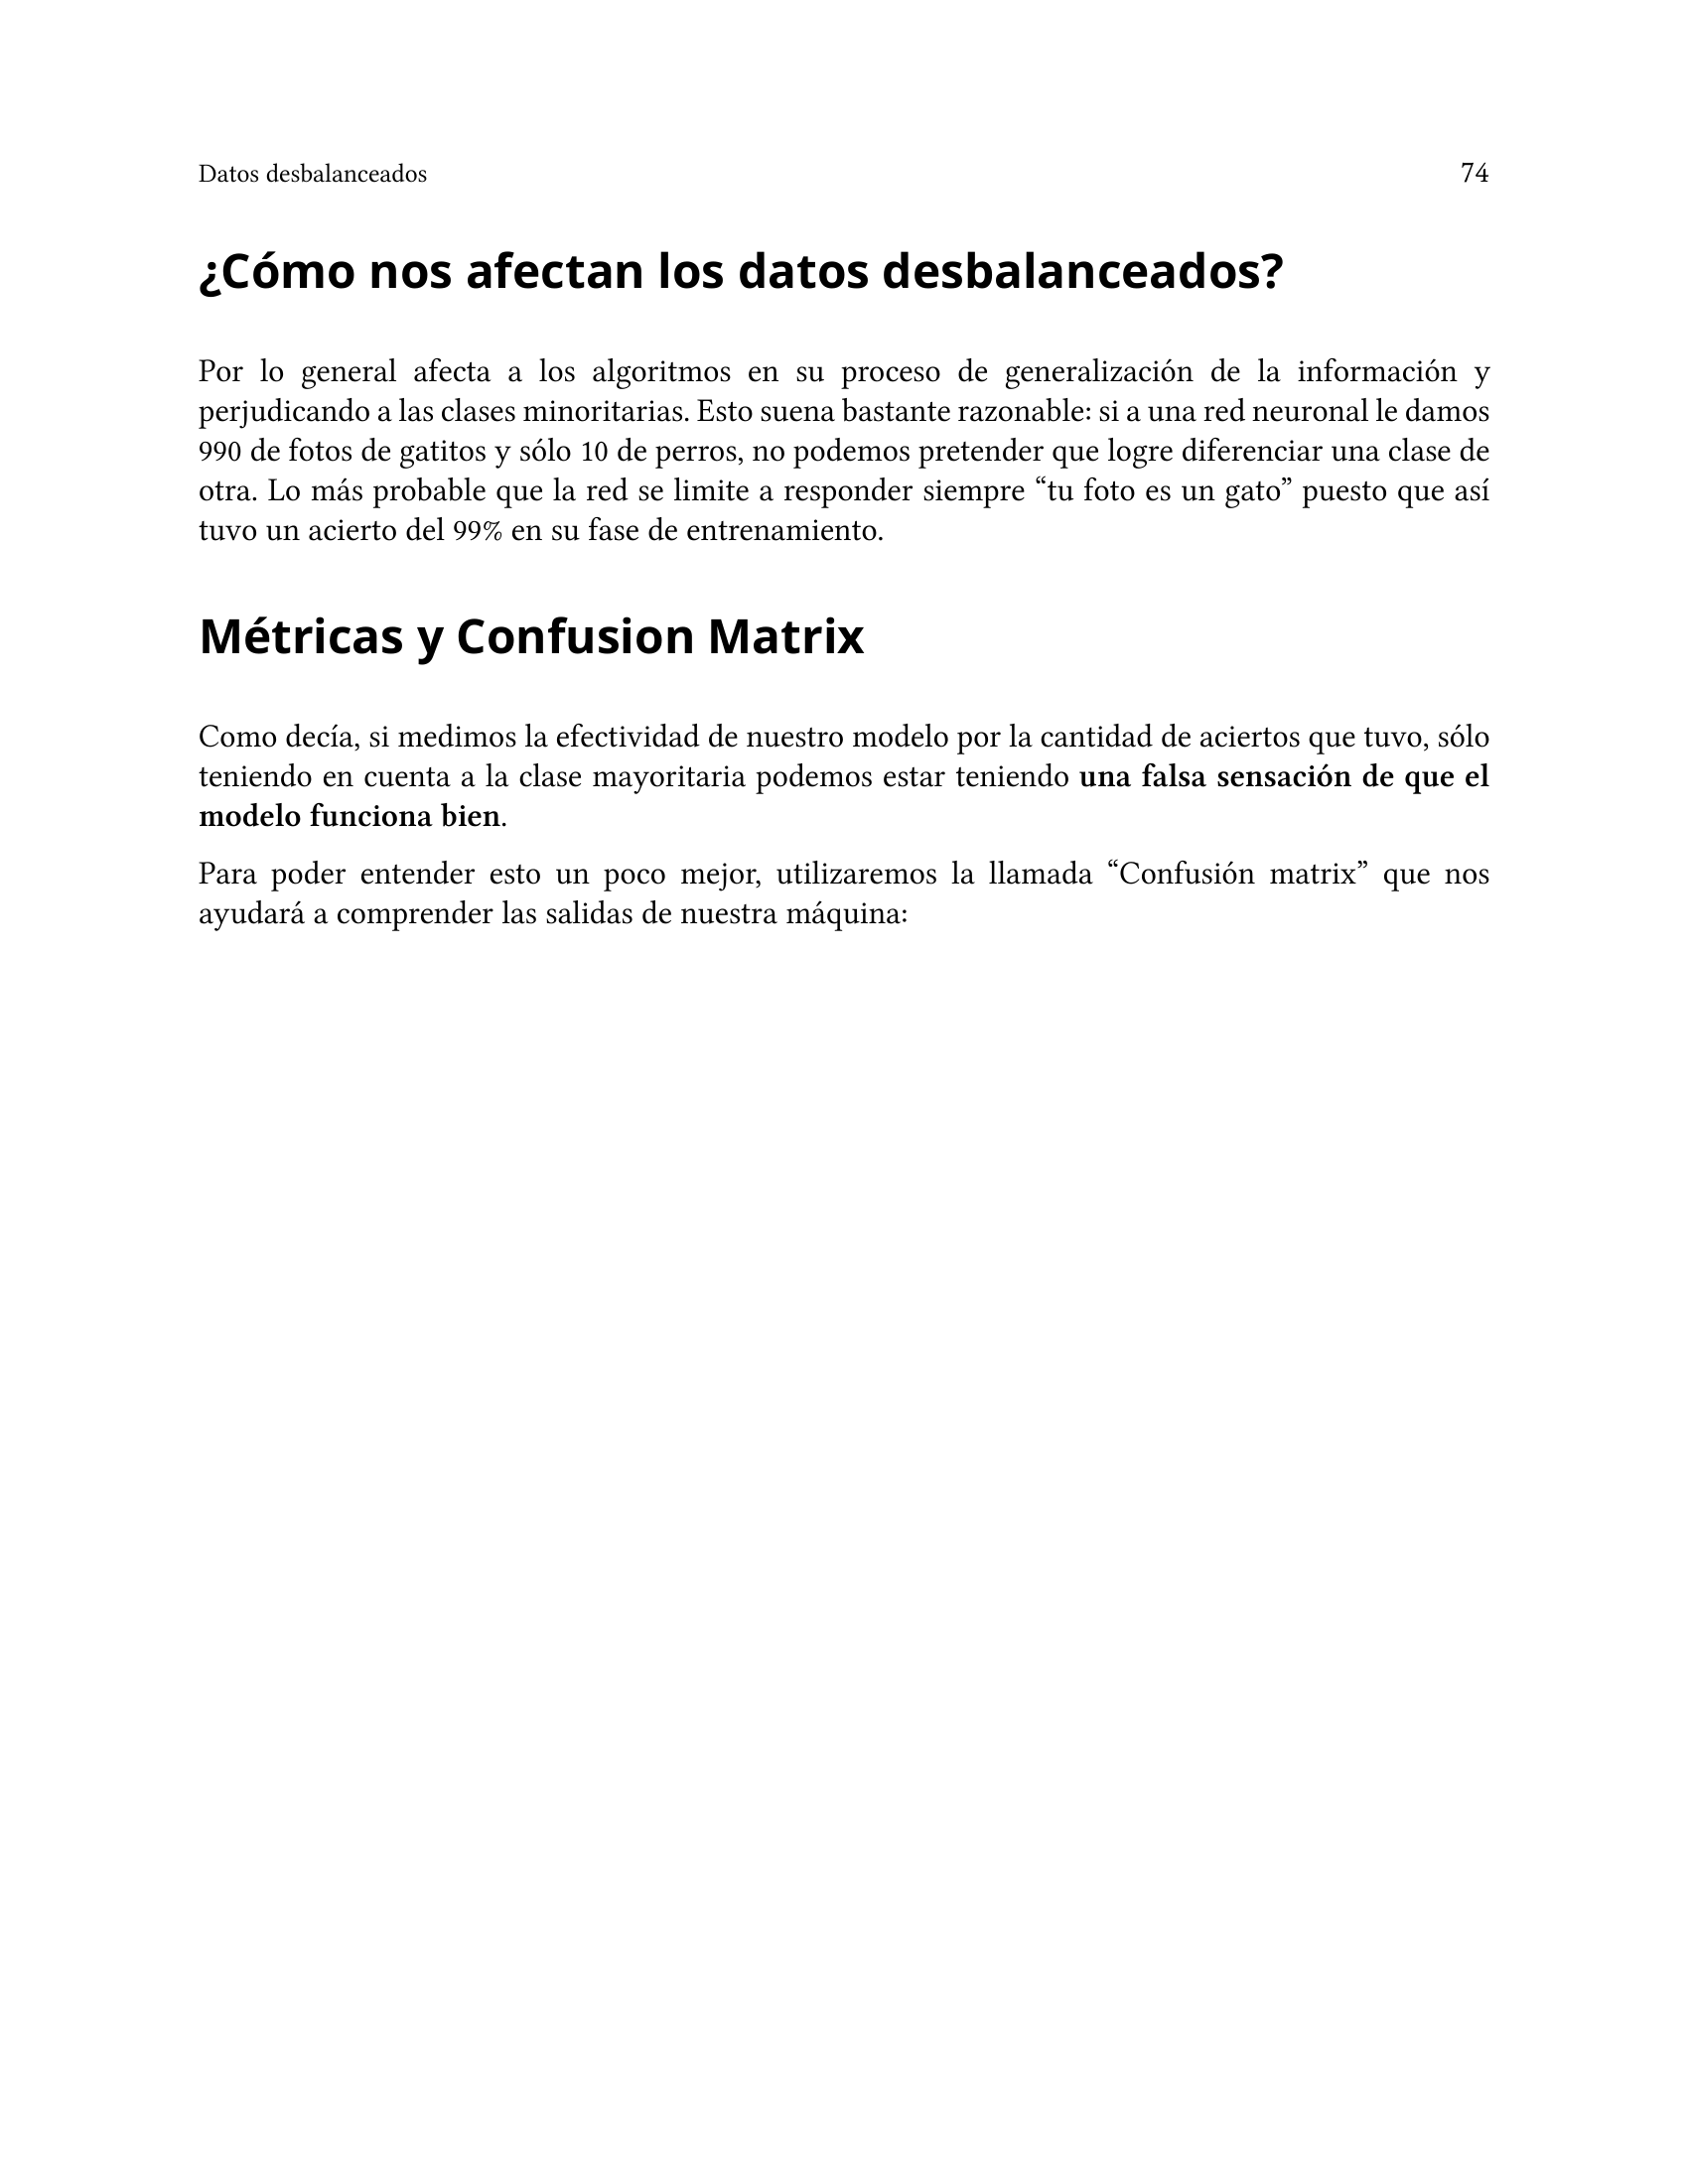 Datos desbalanceados 74
¿Cómo nos afectan los datos desbalanceados?
Por lo general afecta a los algoritmos en su proceso de generalización de la información y
perjudicando a las clases minoritarias. Esto suena bastante razonable: si a una red neuronal le damos
990 de fotos de gatitos y sólo 10 de perros, no podemos pretender que logre diferenciar una clase de
otra. Lo más probable que la red se limite a responder siempre “tu foto es un gato” puesto que así
tuvo un acierto del 99% en su fase de entrenamiento.
Métricas y Confusion Matrix
Como decía, si medimos la efectividad de nuestro modelo por la cantidad de aciertos que tuvo, sólo
teniendo en cuenta a la clase mayoritaria podemos estar teniendo una falsa sensación de que el
modelo funciona bien.
Para poder entender esto un poco mejor, utilizaremos la llamada “Confusión matrix” que nos
ayudará a comprender las salidas de nuestra máquina: